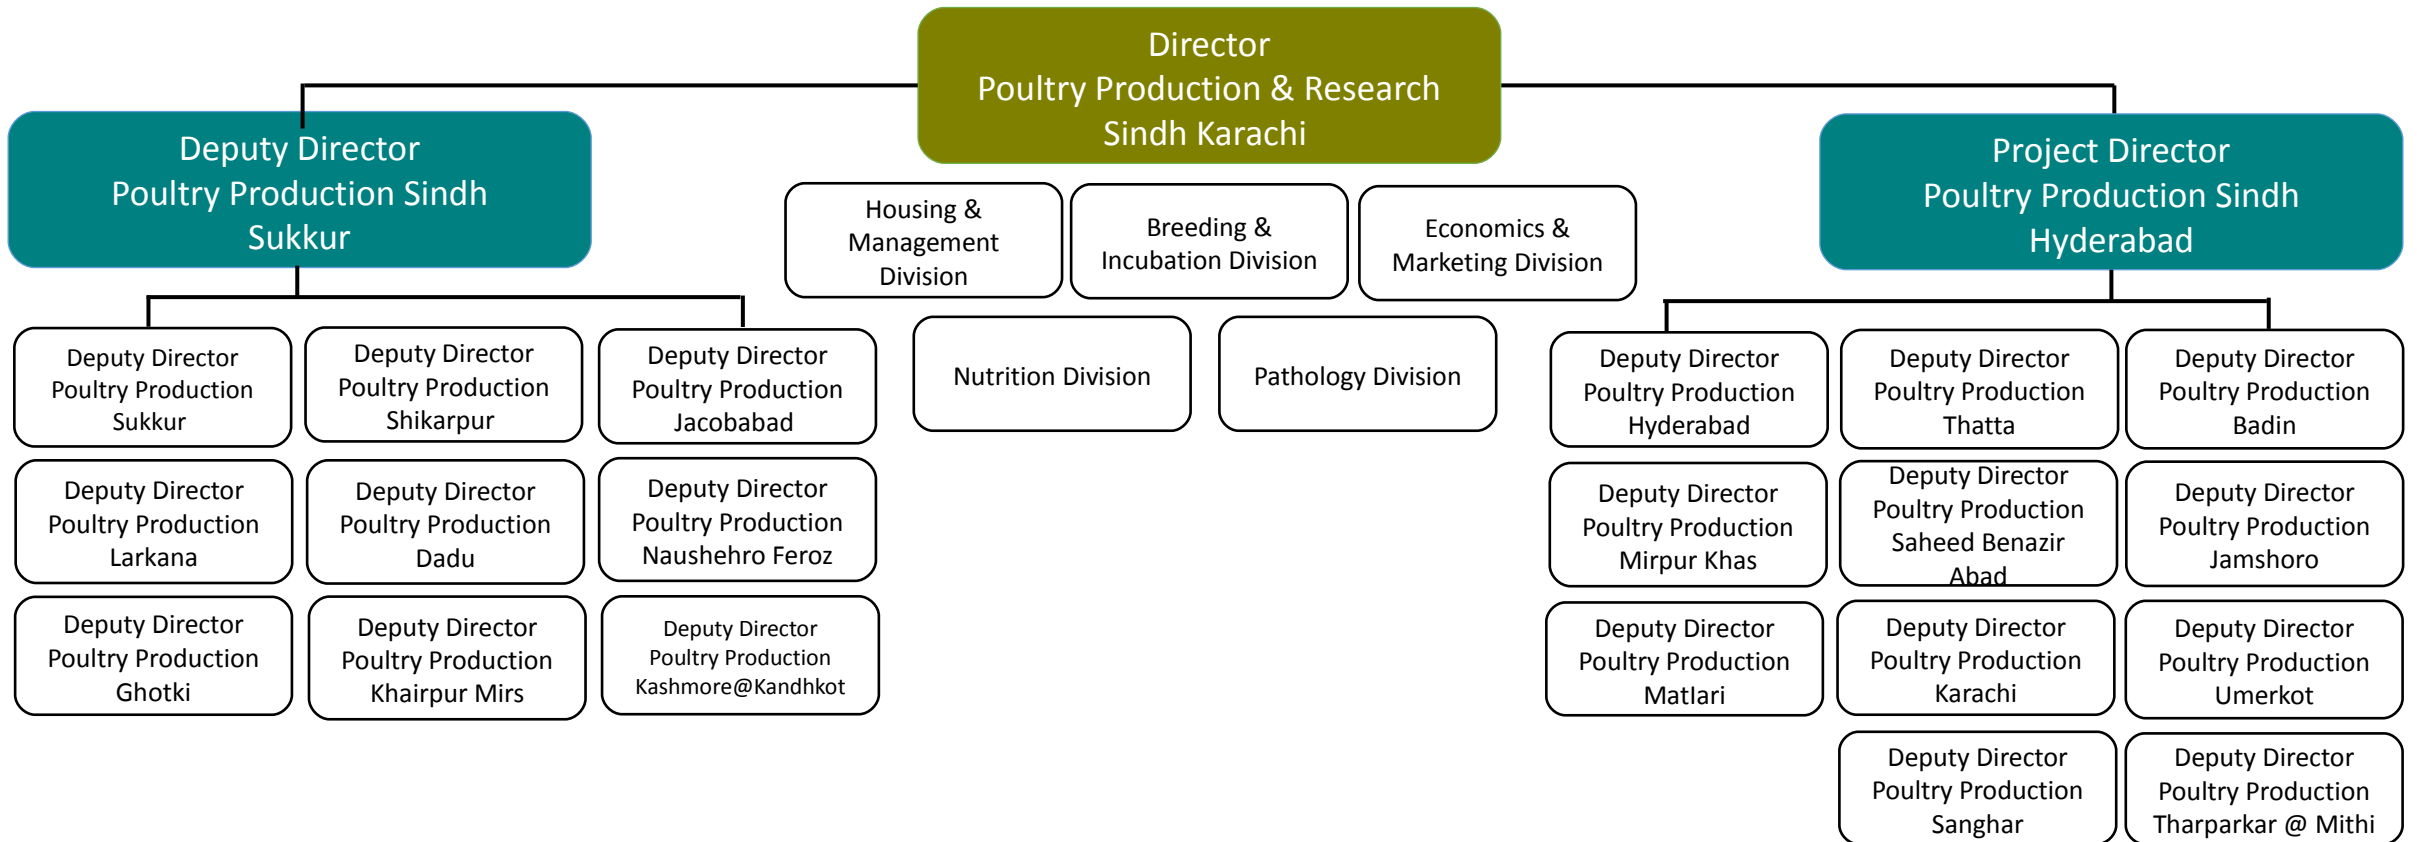 Director
Poultry Production & Research
Sindh Karachi
Deputy Director
Poultry Production Sindh
Sukkur
Project Director
Poultry Production Sindh
Hyderabad
Housing &
Management
Division
Breeding &
Incubation Division
Economics &
Marketing Division
Nutrition Division
Pathology Division
Deputy Director
Poultry Production
Sukkur
Deputy Director
Poultry Production
Shikarpur
Deputy Director
Poultry Production
Jacobabad
Deputy Director
Poultry Production
Larkana
Deputy Director
Poultry Production
Dadu
Deputy Director
Poultry Production
Naushehro Feroz
Deputy Director
Poultry Production
Ghotki
Deputy Director
Poultry Production
Khairpur Mirs
Deputy Director
Poultry Production
Kashmore@Kandhkot
Deputy Director
Poultry Production
Hyderabad
Deputy Director
Poultry Production
Thatta
Deputy Director
Poultry Production
Badin
Deputy Director
Poultry Production
Mirpur Khas
Deputy Director
Poultry Production
Saheed Benazir
Abad
Deputy Director
Poultry Production
Jamshoro
Deputy Director
Poultry Production
MatIari
Deputy Director
Poultry Production
Karachi
Deputy Director
Poultry Production
Umerkot
Deputy Director
Poultry Production
Sanghar
Deputy Director
Poultry Production
Tharparkar @ Mithi